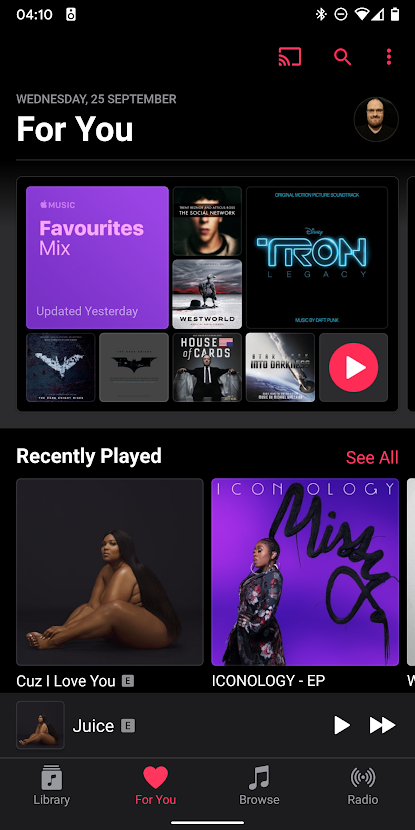 04:10
WEDNESDAY, 25 SEPTEMBER
For You
MUSIC
Favourites
Mix
Updated Yesterday
TRENT REZNOR AND ATTICUS ROSS
THE SOCIAL NETWORK
WESTWORLD
ORIGINAL MOTION PICTURE SOUNDTRACK
Disney
TRON
LEGACY
MUSIC BY DAFT PUNK
THE DARK KNIGHT RISES
HOUSE
of CARDS
STAR TREK
INTO DARKNESS
MUSIC BY MICHAEL GIACCHINO
Recently Played
See All
ICONOLOGY
Missy
Cuz I Love You E
ICONOLOGY - EP
W
Juice E
Library
For You
Browse
Radio